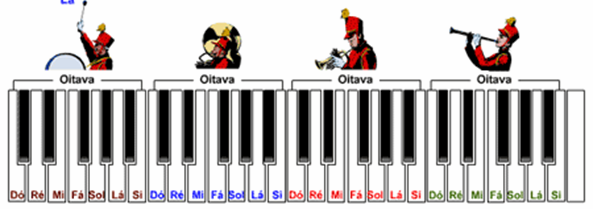 Lá
Oitava Oitava Oitava Oitava
Dó Ré Mi Fá Sol Lá Si Dó Ré Mi Fá Sol Lá Si Dó Ré Mi Fá Sol Lá Si Dó Ré Mi Fá Sol Lá Si